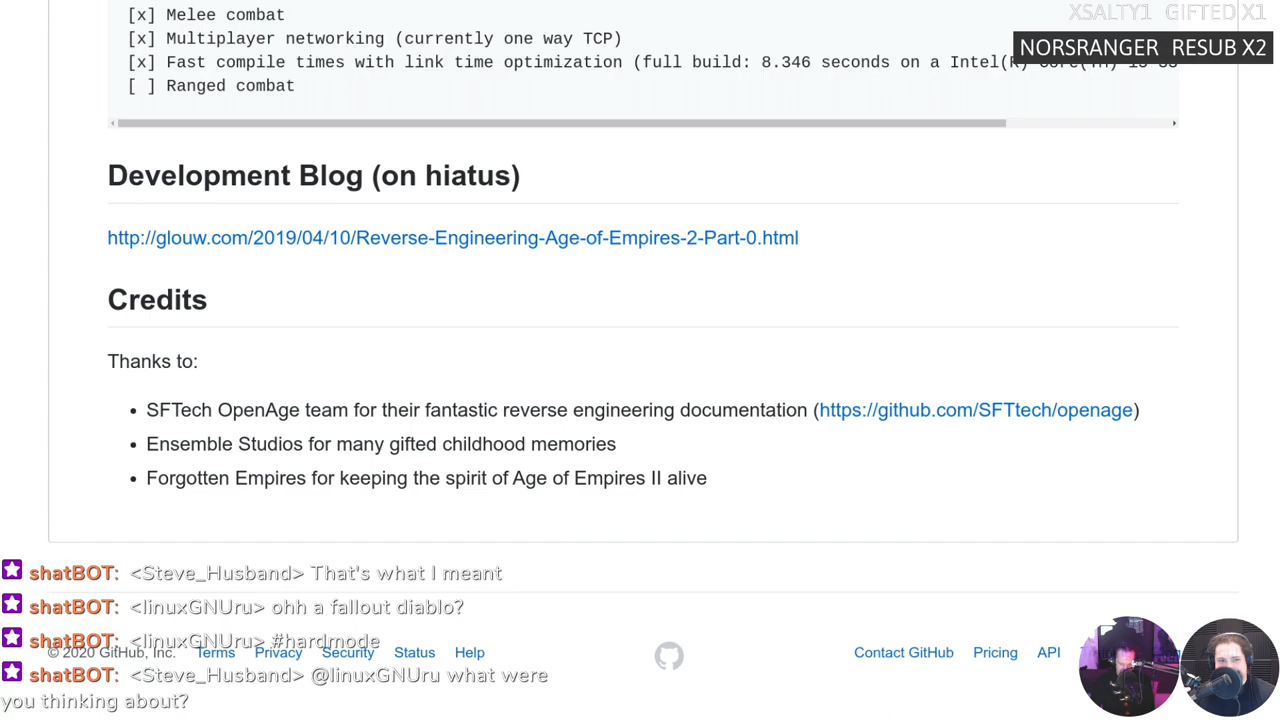 XSALTY1 GIFTED X1
[x] Melee combat
[x] Multiplayer networking (currently one way TCP)
NORSRANGER RESUB X2
[x] Fast compile times with link time optimization (full build: 8.346 seconds on a Intel(R)
[ ] Ranged combat
Development Blog (on hiatus)
http://glouw.com/2019/04/10/Reverse-Engineering-Age-of-Empires-2-Part-0.html
Credits
Thanks to:
• SFTech OpenAge team for their fantastic reverse engineering documentation (https://github.com/SFTtech/openage)
• Ensemble Studios for many gifted childhood memories
• Forgotten Empires for keeping the spirit of Age of Empires II alive
shatBOT: <Steve_Husband> That's what I meant
shatBOT: <linuxGNUru> ohh a fallout diablo?
shatBOT: <linuxGNUru> #hardmode
© 2020 GitHub, Inc. Terms Privacy Security Status Help Contact GitHub Pricing API
shatBOT: <Steve_Husband> @linuxGNUru what were
you thinking about?